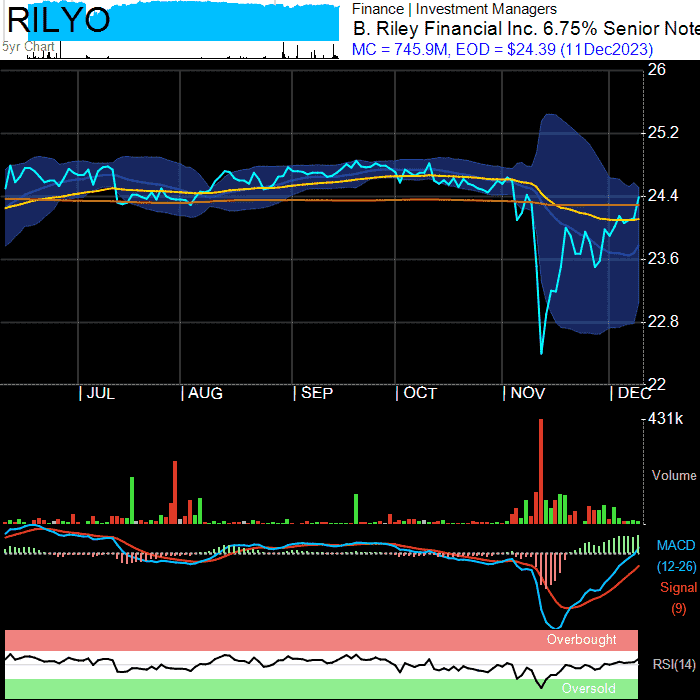 RILYO
5yr Chart
Finance | Investment Managers
B. Riley Financial Inc. 6.75% Senior Note
MC = 745.9M, EOD = $24.39 (11Dec2023)
26
25.2
24.4
23.6
22.8
22
| JUL | AUG | SEP | OCT | NOV | DEC
431k
Volume
MACD
(12-26)
Signal
(9)
Overbought
RSI(14)
Oversold